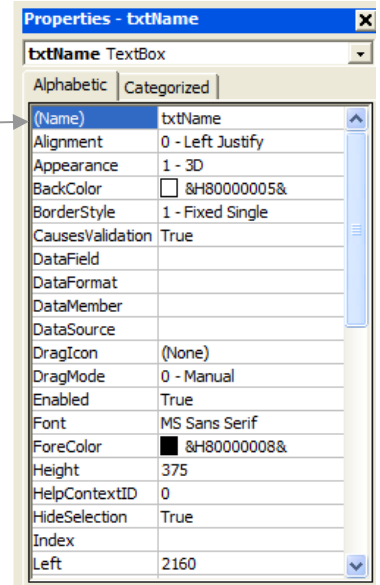 Properties - txtName
txtName TextBox
Alphabetic Categorized
(Name) txtName
Alignment 0 - Left Justify
Appearance 1 - 3D
BackColor &H80000005&
BorderStyle 1 - Fixed Single
CausesValidation True
DataField
DataFormat
DataMember
DataSource
DragIcon (None)
DragMode 0 - Manual
Enabled True
Font MS Sans Serif
ForeColor &H80000008&
Height 375
HelpContextID 0
HideSelection True
Index
Left 2160